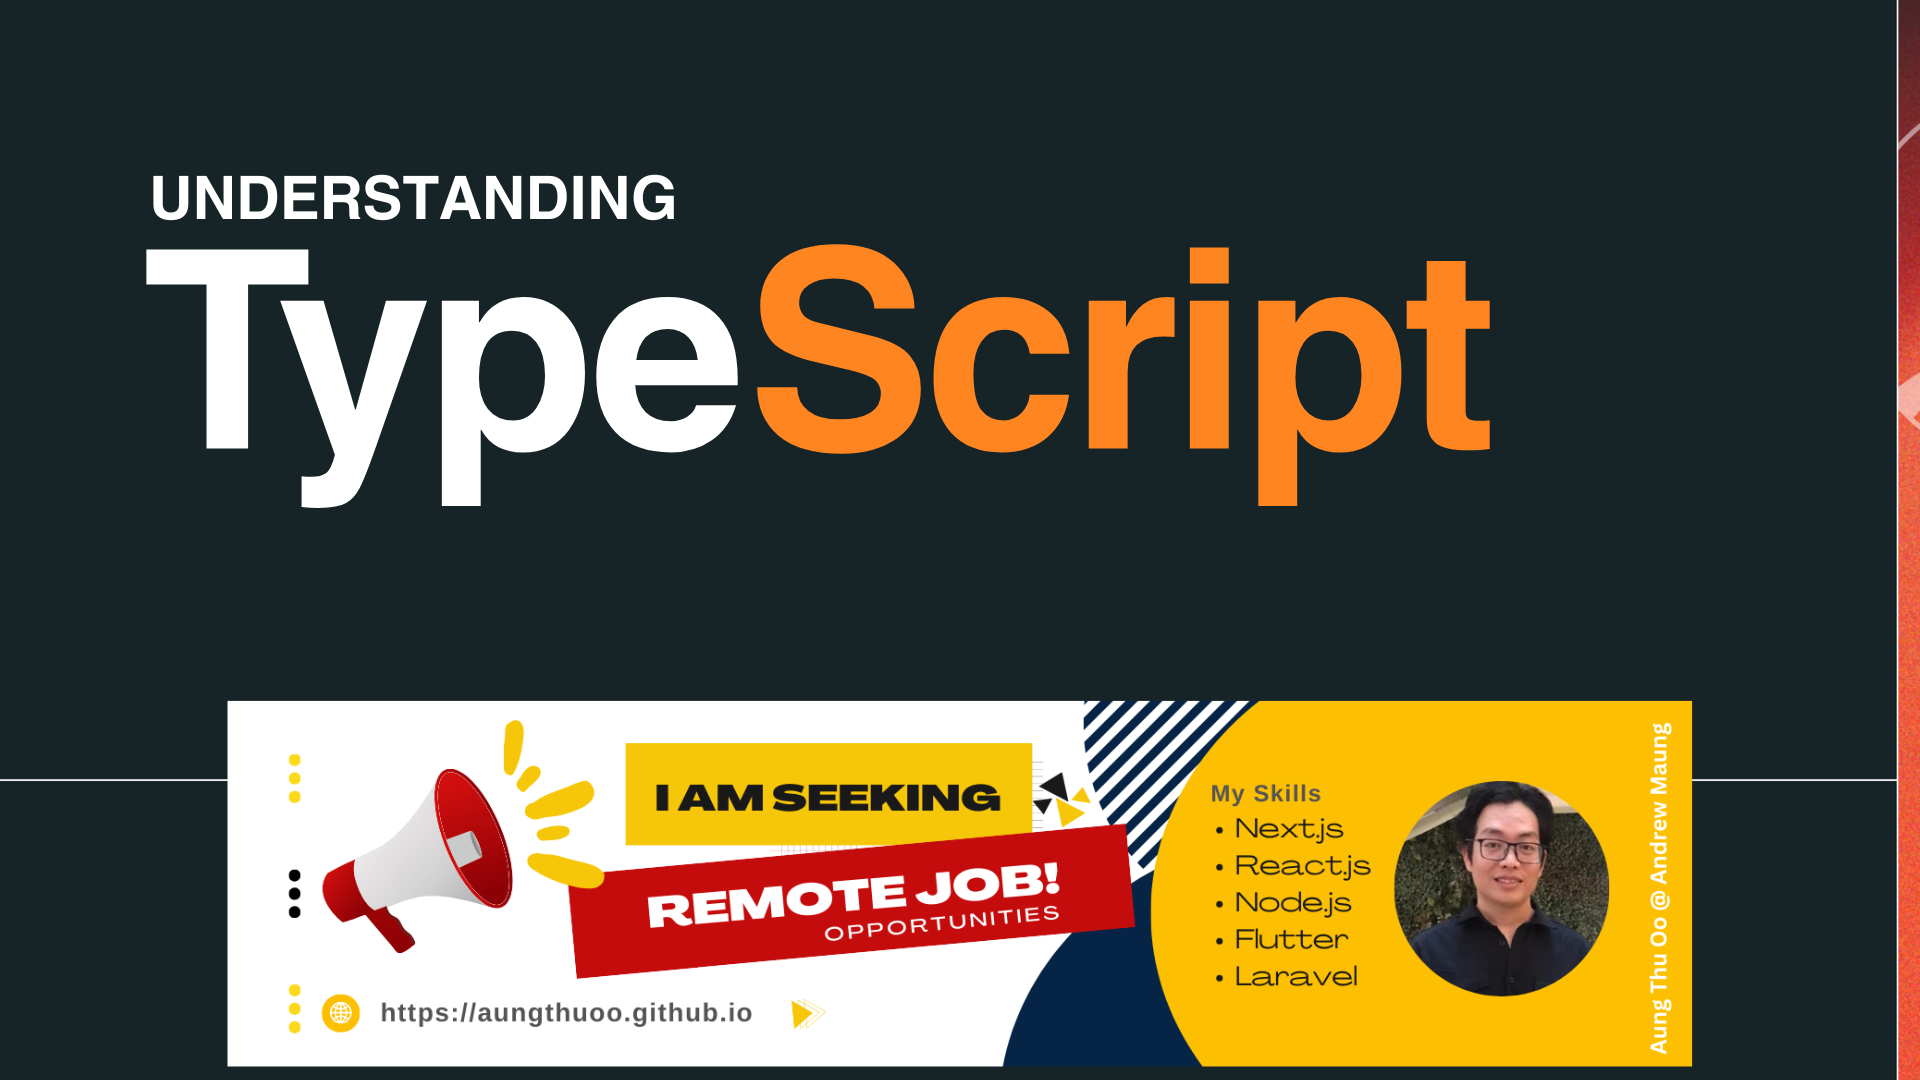 UNDERSTANDING
TypeScript
I AM SEEKING
REMOTE JOB!
OPPORTUNITIES
https://aungthuoo.github.io
My Skills
• Next.js
• React.js
• Node.js
• Flutter
• Laravel
Aung Thu Oo @ Andrew Maung